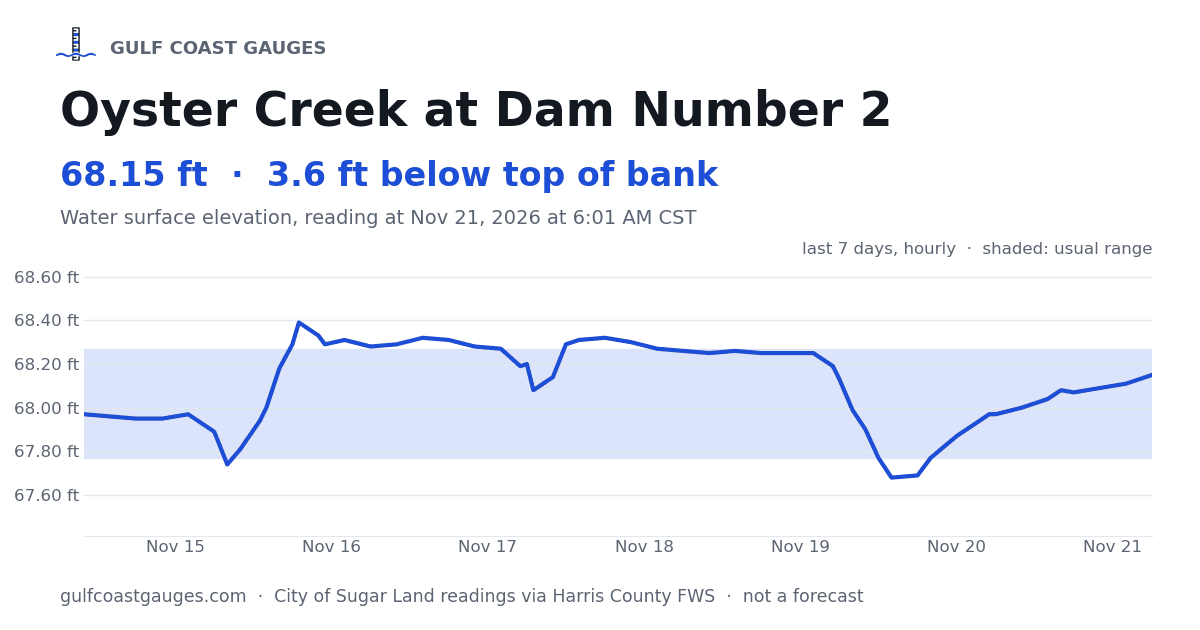 GULF COAST GAUGES
Oyster Creek at Dam Number 2
68.15 ft · 3.6 ft below top of bank
Water surface elevation, reading at Nov 21, 2026 at 6:01 AM CST
last 7 days, hourly · shaded: usual range
68.60 ft
68.40 ft
68.20 ft
68.00 ft
67.80 ft
67.60 ft
Nov 15 Nov 16 Nov 17 Nov 18 Nov 19 Nov 20 Nov 21
gulfcoastgauges.com · City of Sugar Land readings via Harris County FWS · not a forecast